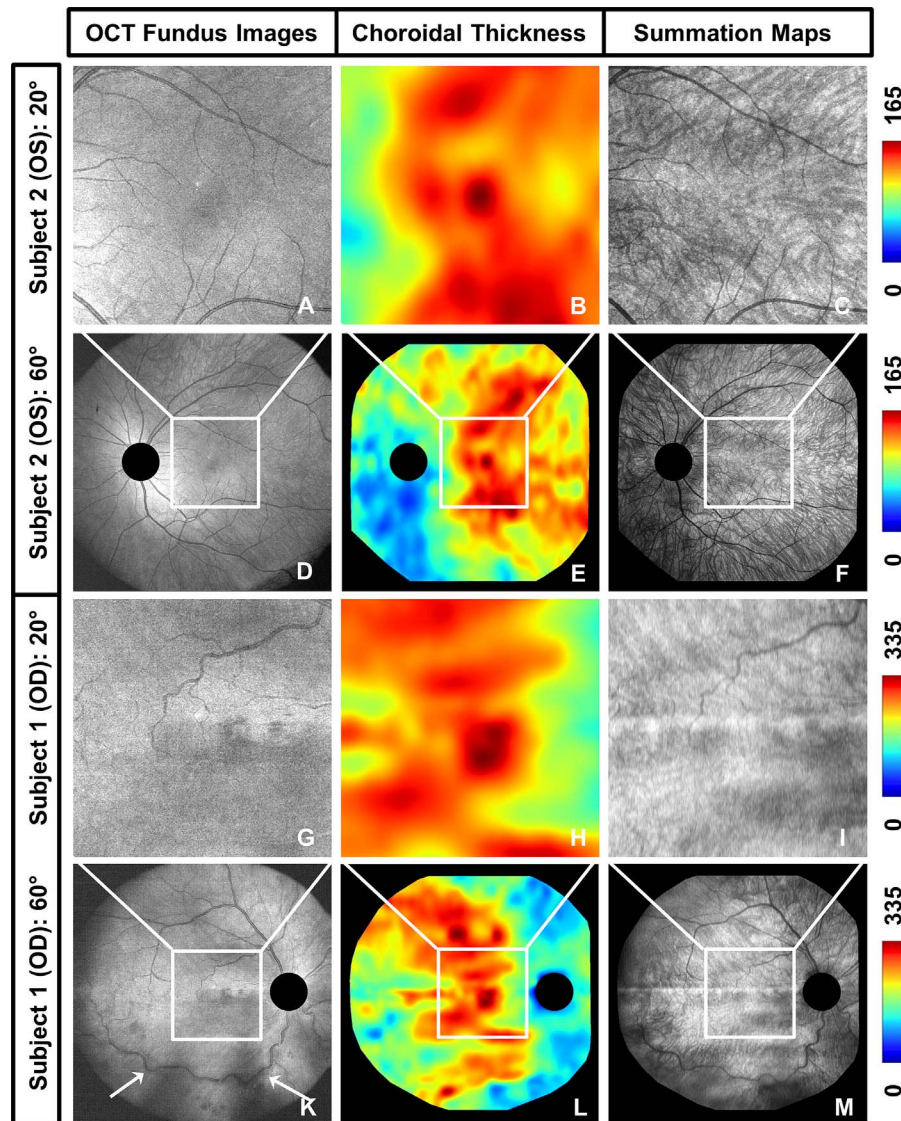 OCT Fundus Images Choroidal Thickness Summation Maps
Subject 2 (OS): 20°
A B C
165
0
Subject 2 (OS): 60°
D E F
165
0
Subject 1 (OD): 20°
G H I
335
0
Subject 1 (OD): 60°
K L M
335
0